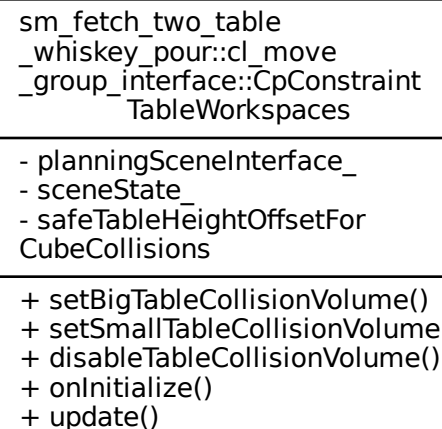 sm_fetch_two_table
_whiskey_pour::cl_move
_group_interface::CpConstraint
TableWorkspaces
- planningSceneInterface_
- sceneState_
- safeTableHeightOffsetFor
CubeCollisions
+ setBigTableCollisionVolume()
+ setSmallTableCollisionVolume
+ disableTableCollisionVolume()
+ onInitialize()
+ update()